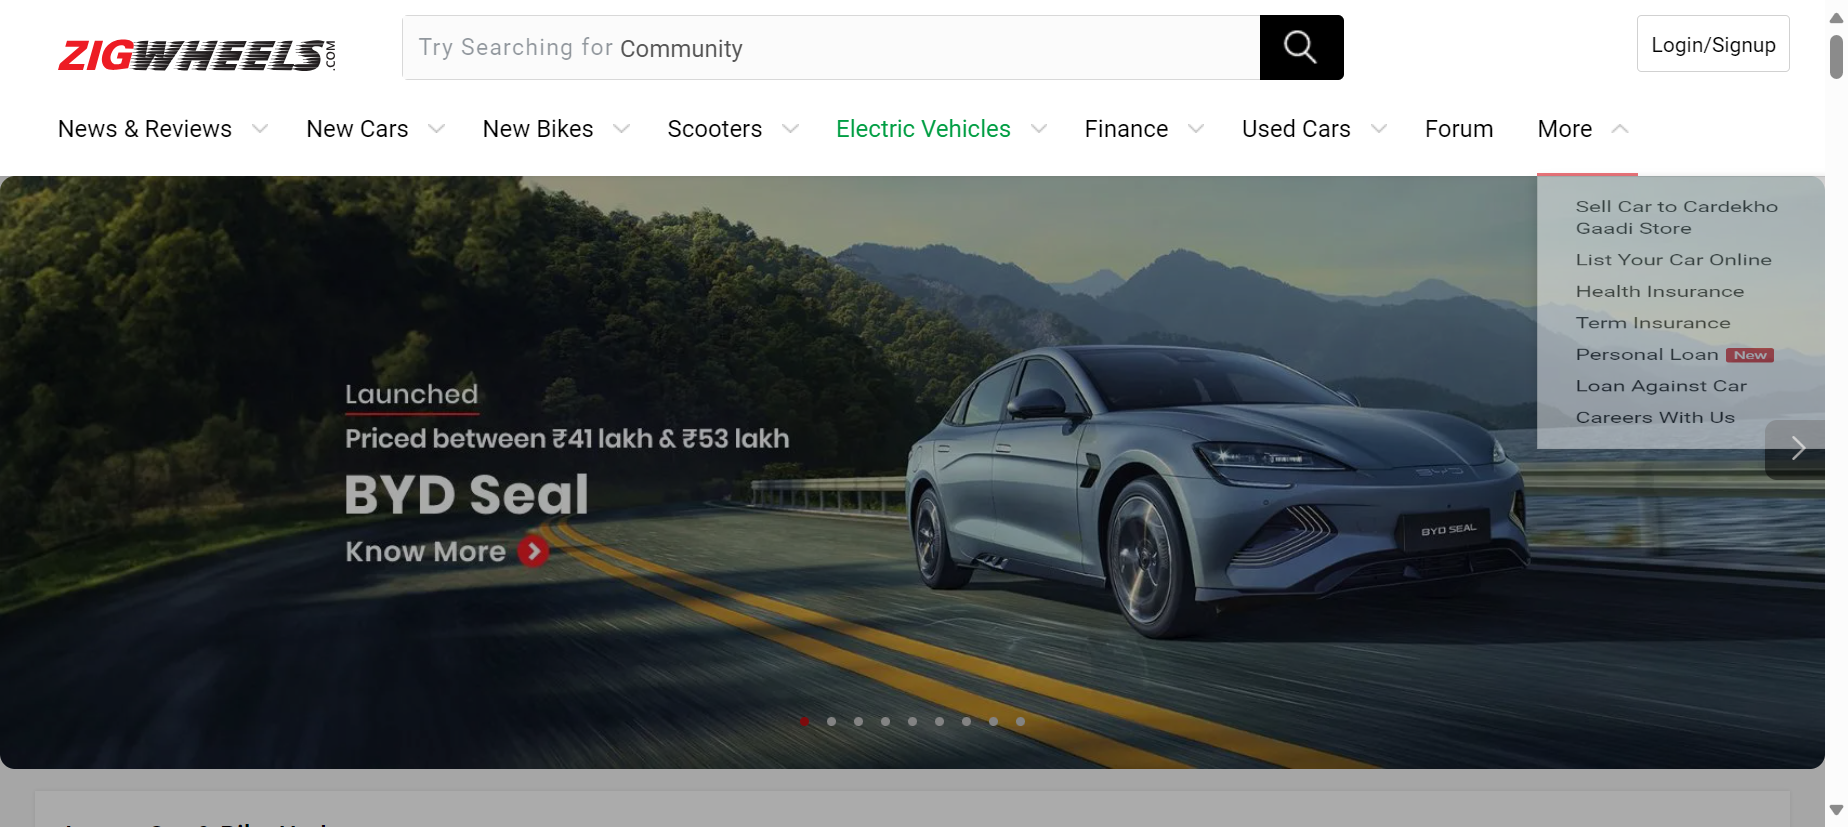 ZIGWHEELS.COM
Try Searching for Community
Login/Signup
News & Reviews
New Cars
New Bikes
Scooters
Electric Vehicles
Finance
Used Cars
Forum
More
Sell Car to Cardekho
Gaadi Store
List Your Car Online
Health Insurance
Term Insurance
Personal Loan New
Loan Against Car
Careers With Us
Launched
Priced between ₹41 lakh & ₹53 lakh
BYD Seal
Know More
BYD
BYD SEAL